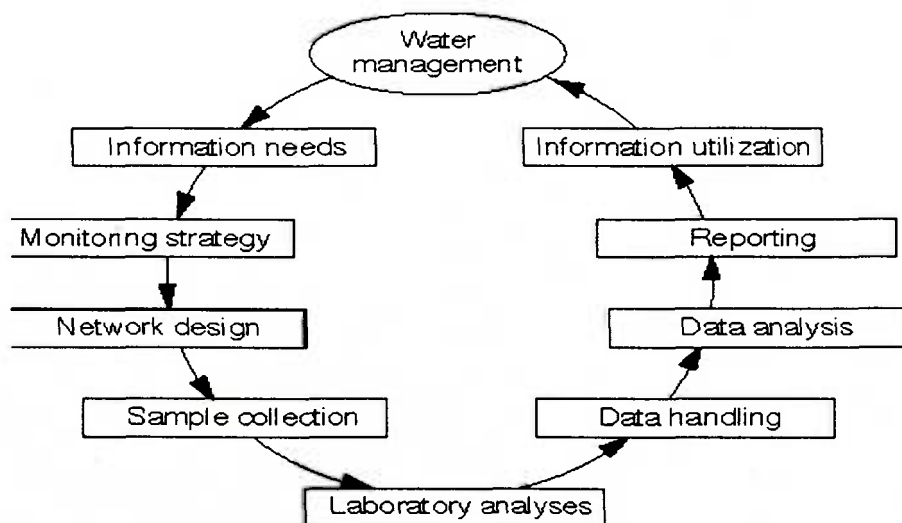 Water
management
Information needs
Information utilization
Monitoring strategy
Reporting
Network design
Data analysis
Sample collection
Data handling
Laboratory analyses